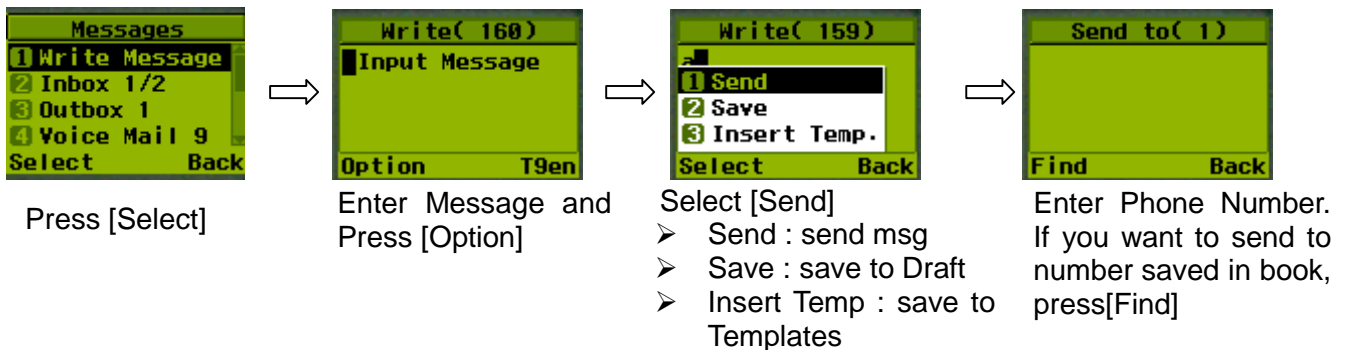 Messages
1 Write Message
2 Inbox 1/2
3 Outbox 1
4 Voice Mail 9
Select Back
Press [Select]
Write( 160)
Input Message
Option T9en
Enter Message and
Press [Option]
Write( 159)
a
1 Send
2 Save
3 Insert Temp.
Select Back
Select [Send]
➢ Send : send msg
➢ Save : save to Draft
➢ Insert Temp : save to
Templates
Send to( 1)
Find Back
Enter Phone Number.
If you want to send to
number saved in book,
press[Find]